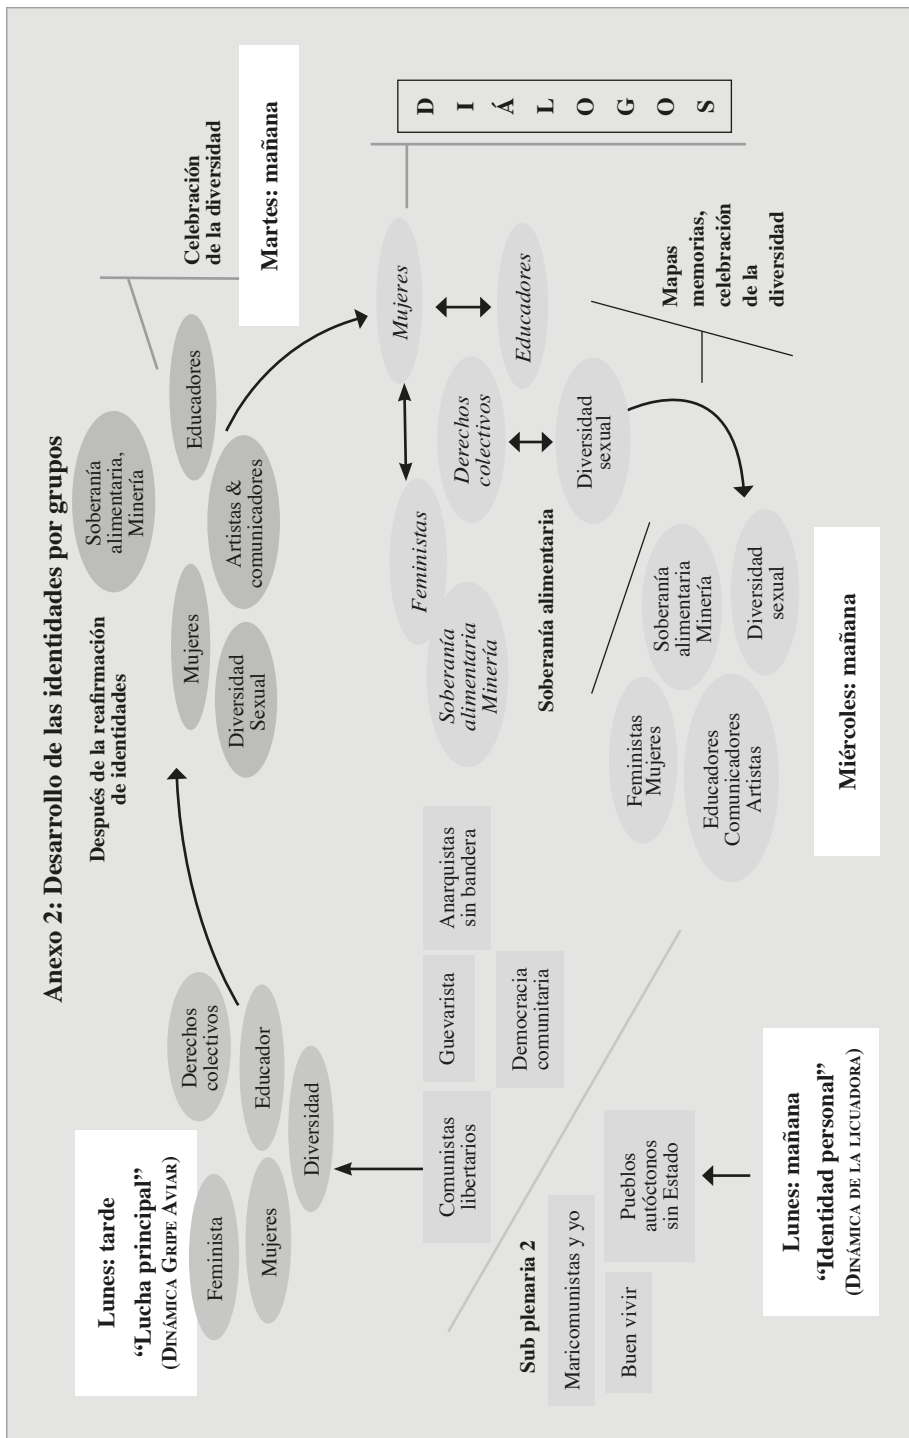 Anexo 2: Desarrollo de las identidades por grupos
Lunes: tarde
“Lucha principal”
(DINÁMICA GRIPE AVIAR)
Feminista
Mujeres
Derechos
colectivos
Educador
Diversidad
Después de la reafirmación
de identidades
Soberanía
alimentaria,
Minería
Mujeres
Educadores
Diversidad
Sexual
Artistas &
comunicadores
Celebración
de la diversidad
Martes: mañana
Comunistas
libertarios
Guevarista
Anarquistas
sin bandera
Democracia
comunitaria
Feministas
Mujeres
Soberanía
alimentaria
Minería
Derechos
colectivos
Educadores
Soberanía alimentaria
Diversidad
sexual
D
I
Á
L
O
G
O
S
Sub plenaria 2
Maricomunistas y yo
Buen vivir
Pueblos
autóctonos
sin Estado
Lunes: mañana
“Identidad personal”
(DINÁMICA DE LA LICUADORA)
Feministas
Mujeres
Soberanía
alimentaria
Minería
Educadores
Comunicadores
Artistas
Diversidad
sexual
Mapas
memorias,
celebración
de la
diversidad
Miércoles: mañana